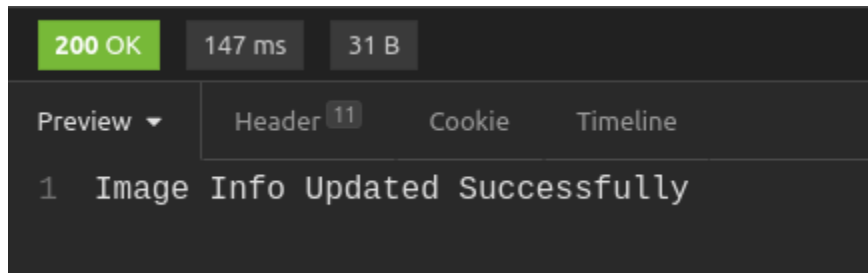 200 OK 147 ms 31 B
Preview Header 11 Cookie Timeline
1 Image Info Updated Successfully